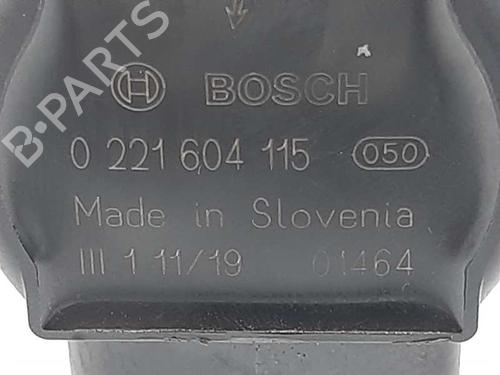 B-PARTS
BOSCH
0 221 604 115 050
Made in Slovenia
III 1 11/19 01464